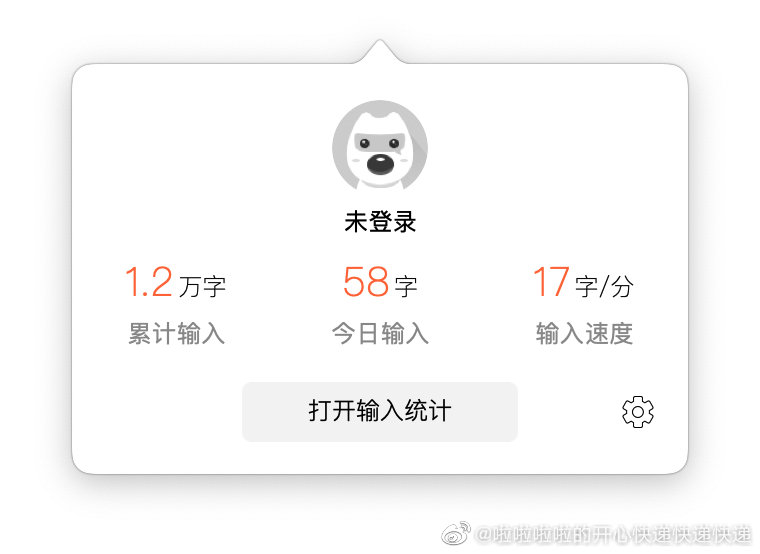 未登录
1.2 万字 58 字 17 字/分
累计输入 今日输入 输入速度
打开输入统计
@啦啦啦啦的开心快递快递快递